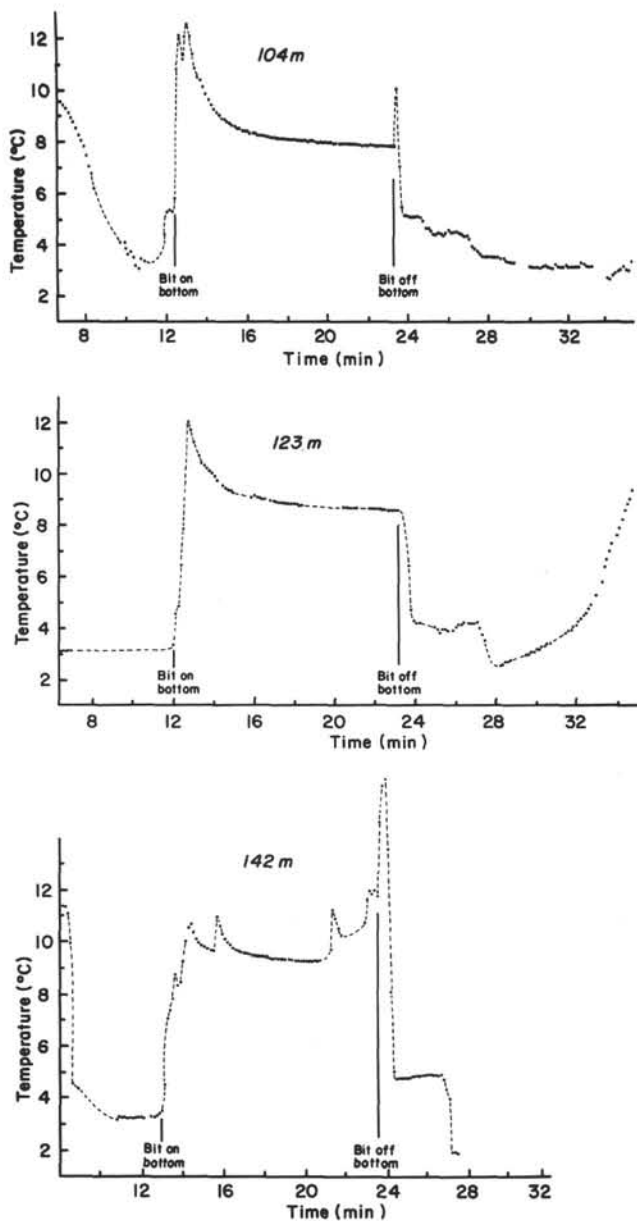 104 m
12
10
8
6
4
2
Temperature (°C)
Bit on
bottom
Bit off
bottom
8 12 16 20 24 28 32
Time (min)
123 m
12
10
8
6
4
2
Temperature (°C)
Bit on
bottom
Bit off
bottom
8 12 16 20 24 28 32
Time (min)
142 m
12
10
8
6
4
2
Temperature (°C)
Bit on
bottom
Bit off
bottom
12 16 20 24 28 32
Time (min)